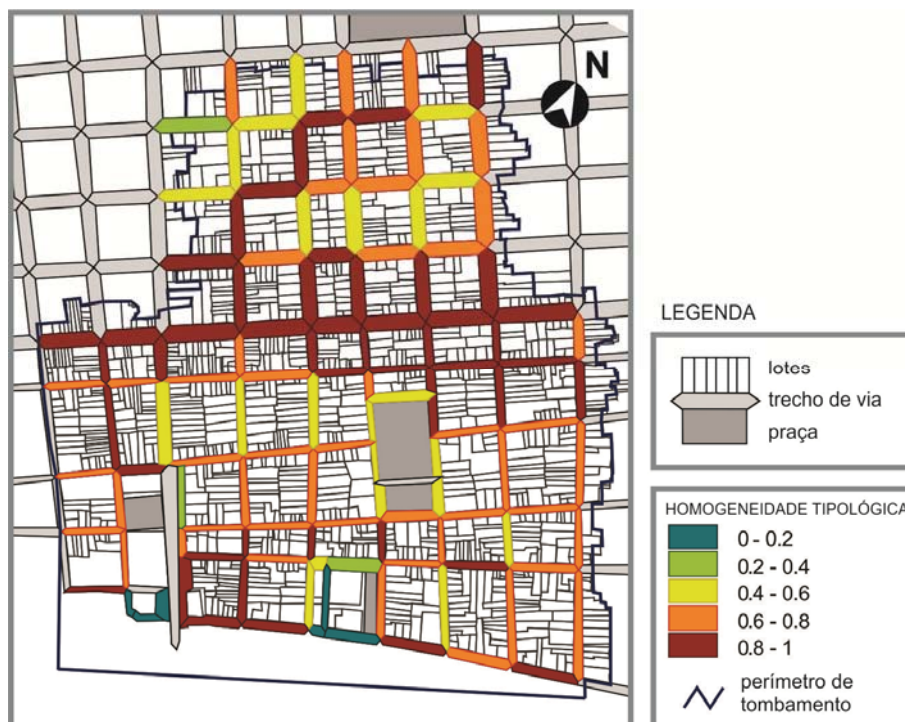 N
LEGENDA
lotes
trecho de via
praça
HOMOGENEIDADE TIPOLÓGICA
0 - 0.2
0.2 - 0.4
0.4 - 0.6
0.6 - 0.8
0.8 - 1
perímetro de
tombamento